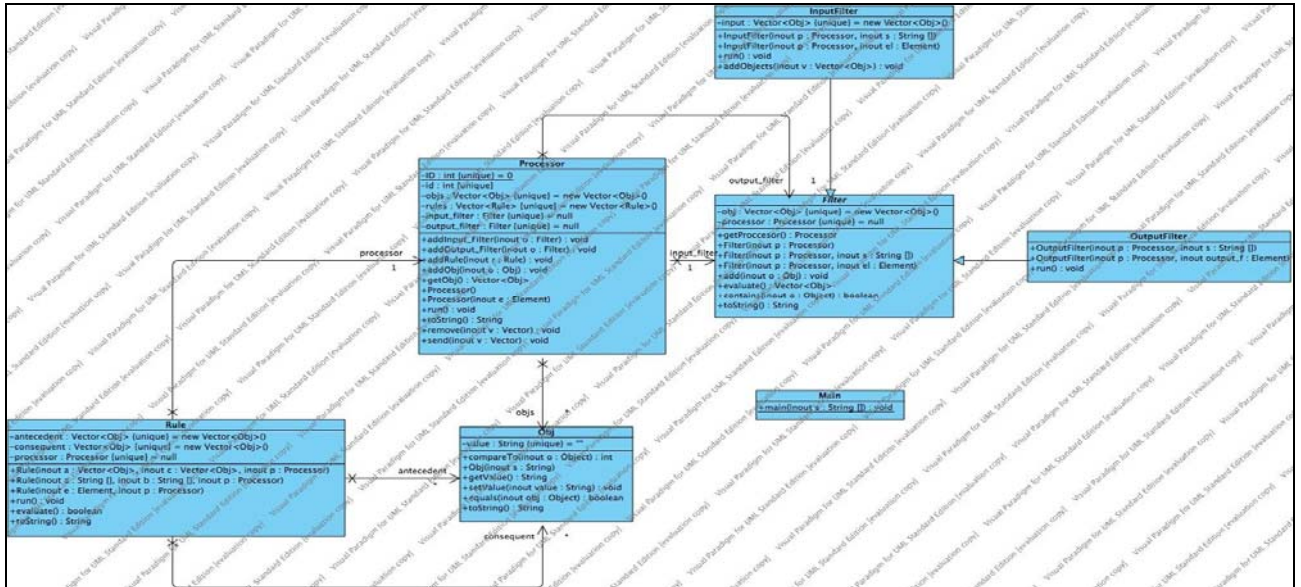 InputFilter
-input : Vector<Obj> {unique} = new Vector<Obj>()
+InputFilter(inout p : Processor, inout s : String [])
+InputFilter(inout p : Processor, inout el : Element)
+run() : void
+addObjects(inout v : Vector<Obj>) : void
Processor
-ID : int {unique} = 0
-id : int {unique}
-objs : Vector<Obj> {unique} = new Vector<Obj>()
-rules : Vector<Rule> {unique} = new Vector<Rule>()
-input_filter : Filter {unique} = null
-output_filter : Filter {unique} = null
+addInput_Filter(inout o : Filter) : void
+addOutput_Filter(inout o : Filter) : void
+addRule(inout r : Rule) : void
+addObj(inout o : Obj) : void
+getObj() : Vector<Obj>
+Processor()
+Processor(inout e : Element)
+run() : void
+toString() : String
+remove(inout v : Vector) : void
+send(inout v : Vector) : void
output_filter
1
input_filter
1
Filter
-obj : Vector<Obj> {unique} = new Vector<Obj>()
-processor : Processor {unique} = null
+getProccesor() : Processor
+Filter(inout p : Processor)
+Filter(inout p : Processor, inout s : String [])
+Filter(inout p : Processor, inout el : Element)
+add(inout o : Obj) : void
+evaluate() : Vector<Obj>
+contains(inout o : Object) : boolean
+toString() : String
OutputFilter
+OutputFilter(inout p : Processor, inout s : String [])
+OutputFilter(inout p : Processor, inout output_f : Element)
+run() : void
processor
1
objs
*
Main
+main(inout s : String []) : void
Rule
-antecedent : Vector<Obj> {unique} = new Vector<Obj>()
-consequent : Vector<Obj> {unique} = new Vector<Obj>()
-processor : Processor {unique} = null
+Rule(inout a : Vector<Obj>, inout c : Vector<Obj>, inout p : Processor)
+Rule(inout a : String [], inout b : String [], inout p : Processor)
+Rule(inout e : Element, inout p : Processor)
+run() : void
+evaluate() : boolean
+toString() : String
antecedent
*
Obj
-value : String {unique} = ""
+compareTo(inout o : Object) : int
+Obj(inout s : String)
+getValue() : String
+setValue(inout value : String) : void
+equals(inout obj : Object) : boolean
+toString() : String
consequent
*
Visual Paradigm for UML Standard Edition [evaluation copy]